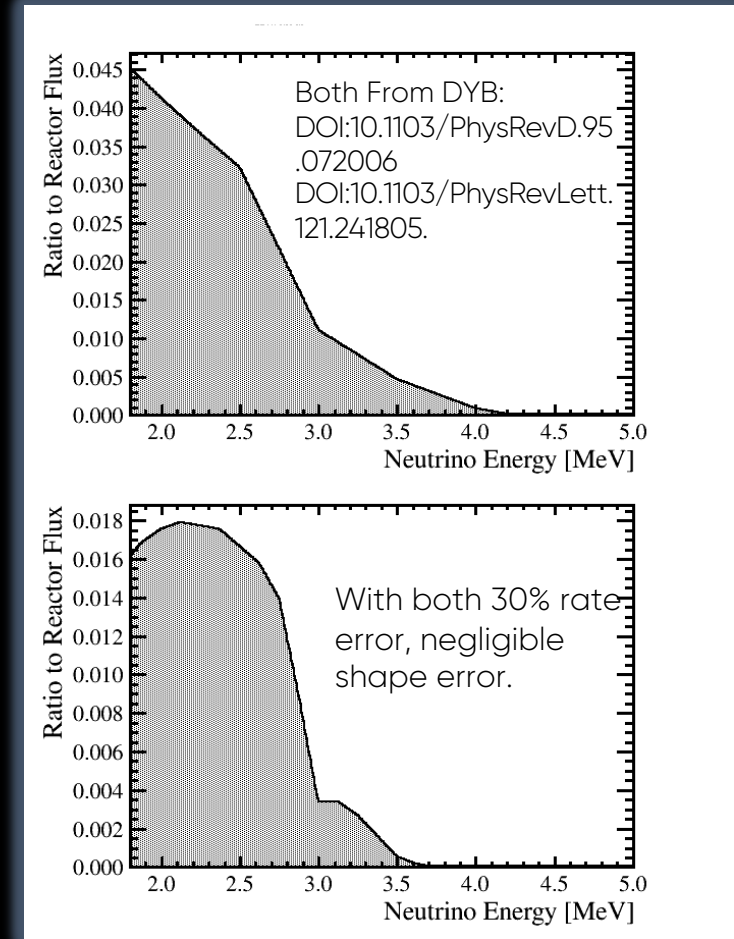 Ratio to Reactor Flux
0.045
0.040
0.035
0.030
0.025
0.020
0.015
0.010
0.005
0.000
Both From DYB:
DOI:10.1103/PhysRevD.95
.072006
DOI:10.1103/PhysRevLett.
121.241805.
2.0 2.5 3.0 3.5 4.0 4.5 5.0
Neutrino Energy [MeV]
Ratio to Reactor Flux
0.018
0.016
0.014
0.012
0.010
0.008
0.006
0.004
0.002
0.000
With both 30% rate
error, negligible
shape error.
2.0 2.5 3.0 3.5 4.0 4.5 5.0
Neutrino Energy [MeV]